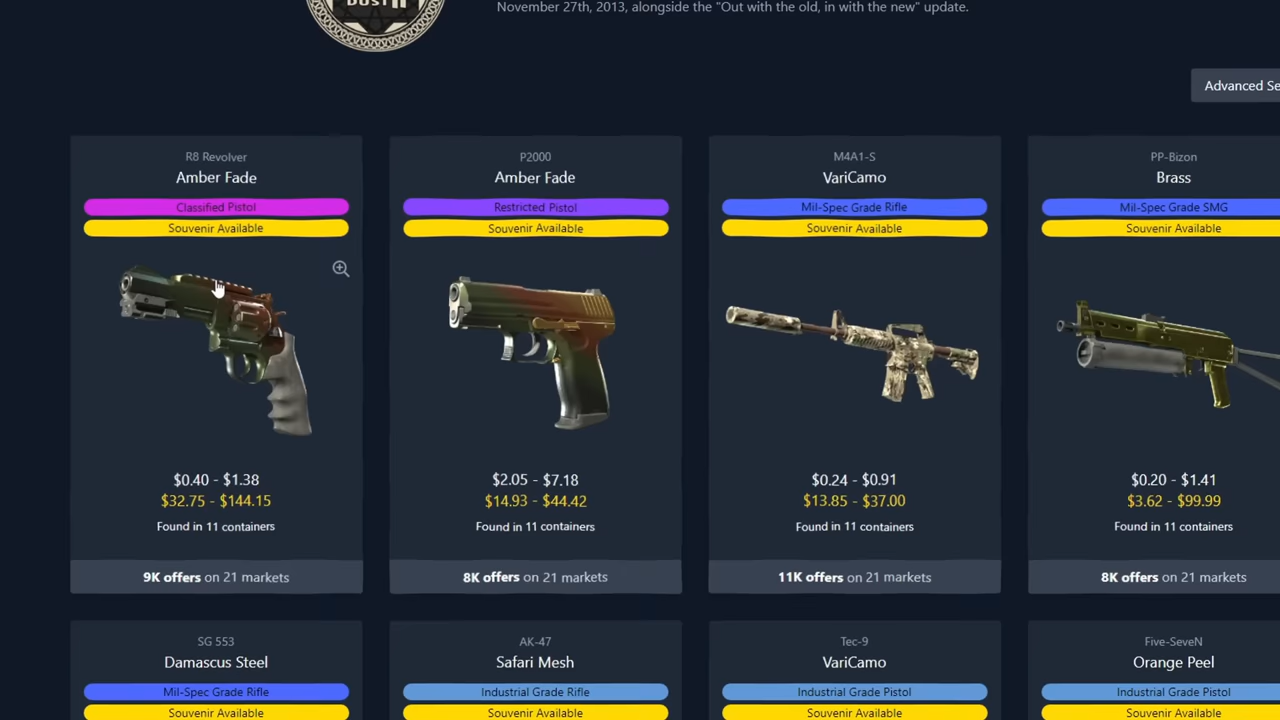 DUST II
November 27th, 2013, alongside the "Out with the old, in with the new" update.
Advanced Se
R8 Revolver
Amber Fade
Classified Pistol
Souvenir Available
$0.40 - $1.38
$32.75 - $144.15
Found in 11 containers
9K offers on 21 markets
P2000
Amber Fade
Restricted Pistol
Souvenir Available
$2.05 - $7.18
$14.93 - $44.42
Found in 11 containers
8K offers on 21 markets
M4A1-S
VariCamo
Mil-Spec Grade Rifle
Souvenir Available
$0.24 - $0.91
$13.85 - $37.00
Found in 11 containers
11K offers on 21 markets
PP-Bizon
Brass
Mil-Spec Grade SMG
Souvenir Available
$0.20 - $1.41
$3.62 - $99.99
Found in 11 containers
8K offers on 21 markets
SG 553
Damascus Steel
Mil-Spec Grade Rifle
Souvenir Available
AK-47
Safari Mesh
Industrial Grade Rifle
Souvenir Available
Tec-9
VariCamo
Industrial Grade Pistol
Souvenir Available
Five-SeveN
Orange Peel
Industrial Grade Pistol
Souvenir Available